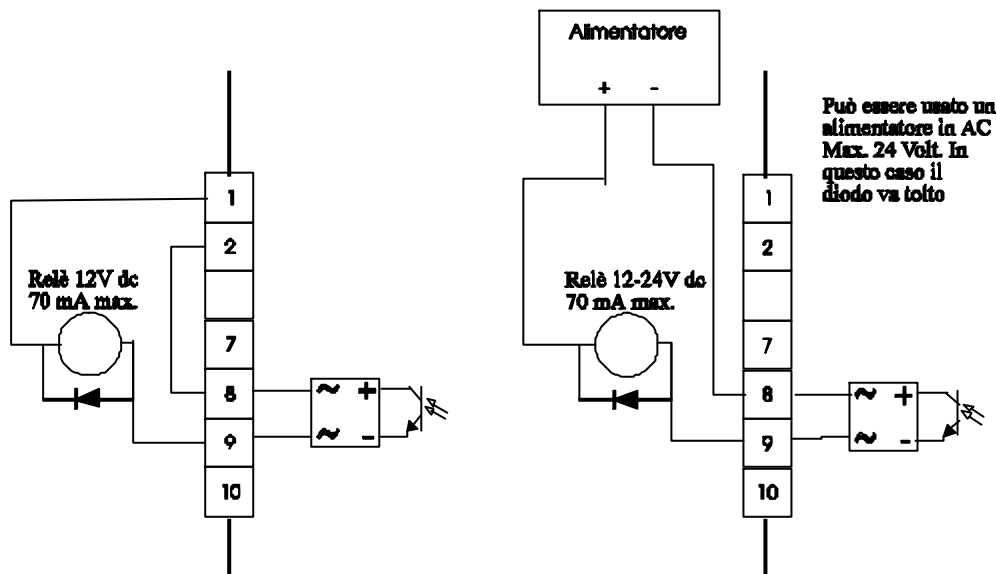 Alimentatore
+ -
Può essere usato un
alimentatore in AC
Max. 24 Volt. In
questo caso il
diodo va tolto
1
2
Relè 12V dc
70 mA max.
7
8
9
10
~ +
~ -
1
2
Relè 12-24V dc
70 mA max.
7
8
9
10
~ +
~ -